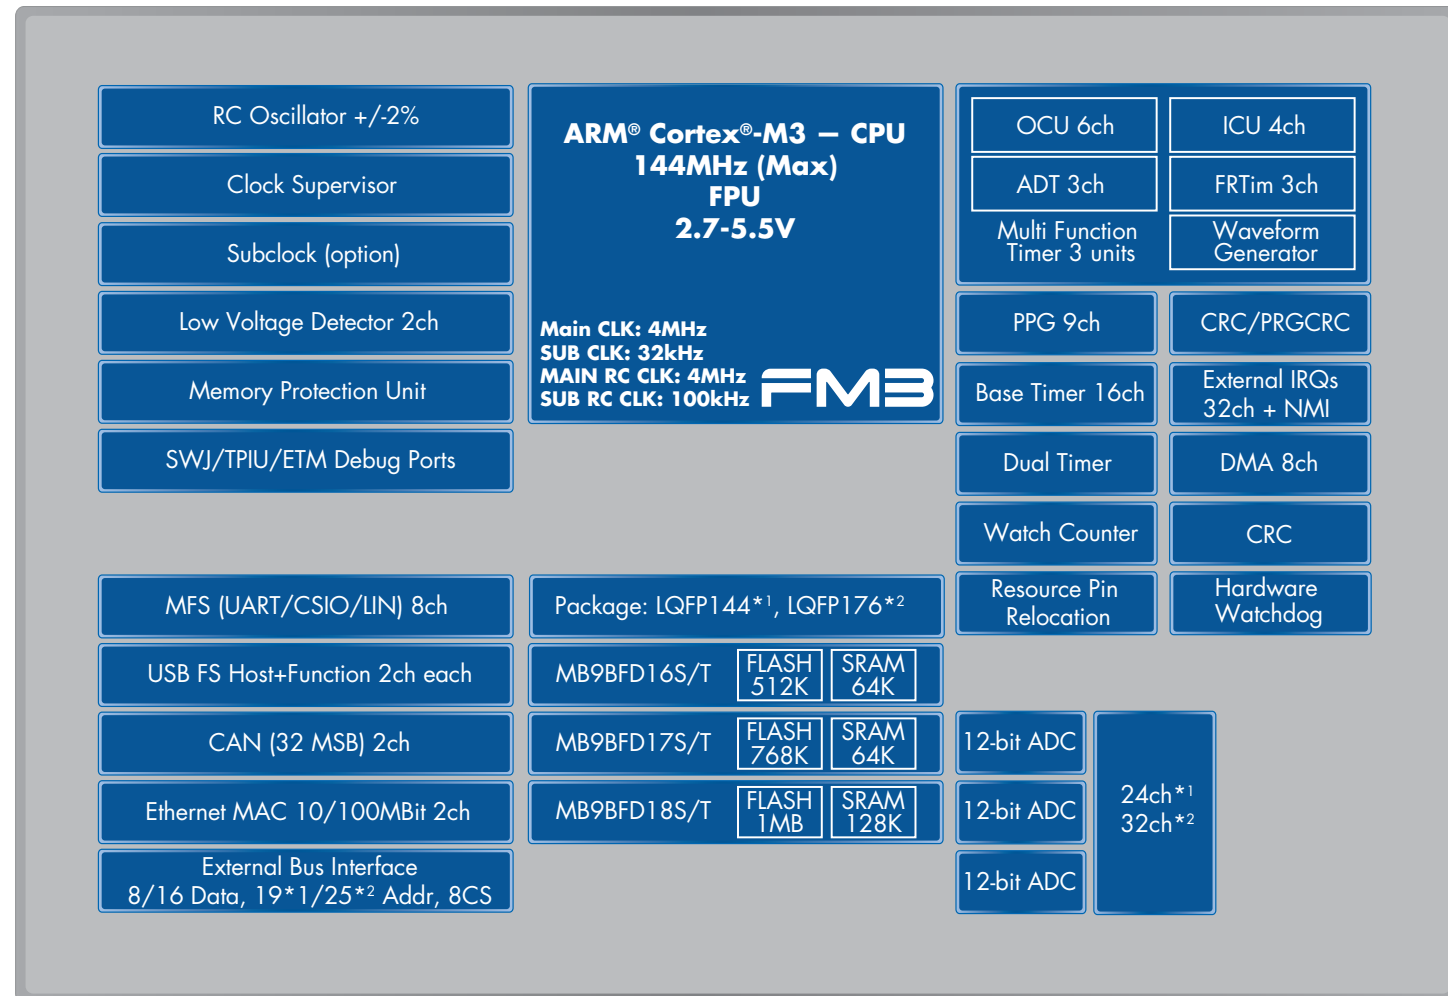 RC Oscillator +/-2%
Clock Supervisor
Subclock (option)
Low Voltage Detector 2ch
Memory Protection Unit
SWJ/TPIU/ETM Debug Ports
ARM® Cortex®-M3 – CPU
144MHz (Max)
FPU
2.7-5.5V
Main CLK: 4MHz
SUB CLK: 32kHz
MAIN RC CLK: 4MHz
SUB RC CLK: 100kHz
FM3
OCU 6ch
ICU 4ch
ADT 3ch
FRTim 3ch
Multi Function
Timer 3 units
Waveform
Generator
PPG 9ch
CRC/PRGCRC
Base Timer 16ch
External IRQs
32ch + NMI
Dual Timer
DMA 8ch
Watch Counter
CRC
Resource Pin
Relocation
Hardware
Watchdog
MFS (UART/CSIO/LIN) 8ch
USB FS Host+Function 2ch each
CAN (32 MSB) 2ch
Ethernet MAC 10/100MBit 2ch
External Bus Interface
8/16 Data, 19*1/25*² Addr, 8CS
Package: LQFP144*¹, LQFP176*²
MB9BFD16S/T
FLASH
512K
SRAM
64K
MB9BFD17S/T
FLASH
768K
SRAM
64K
MB9BFD18S/T
FLASH
1MB
SRAM
128K
12-bit ADC
12-bit ADC
12-bit ADC
24ch*¹
32ch*²